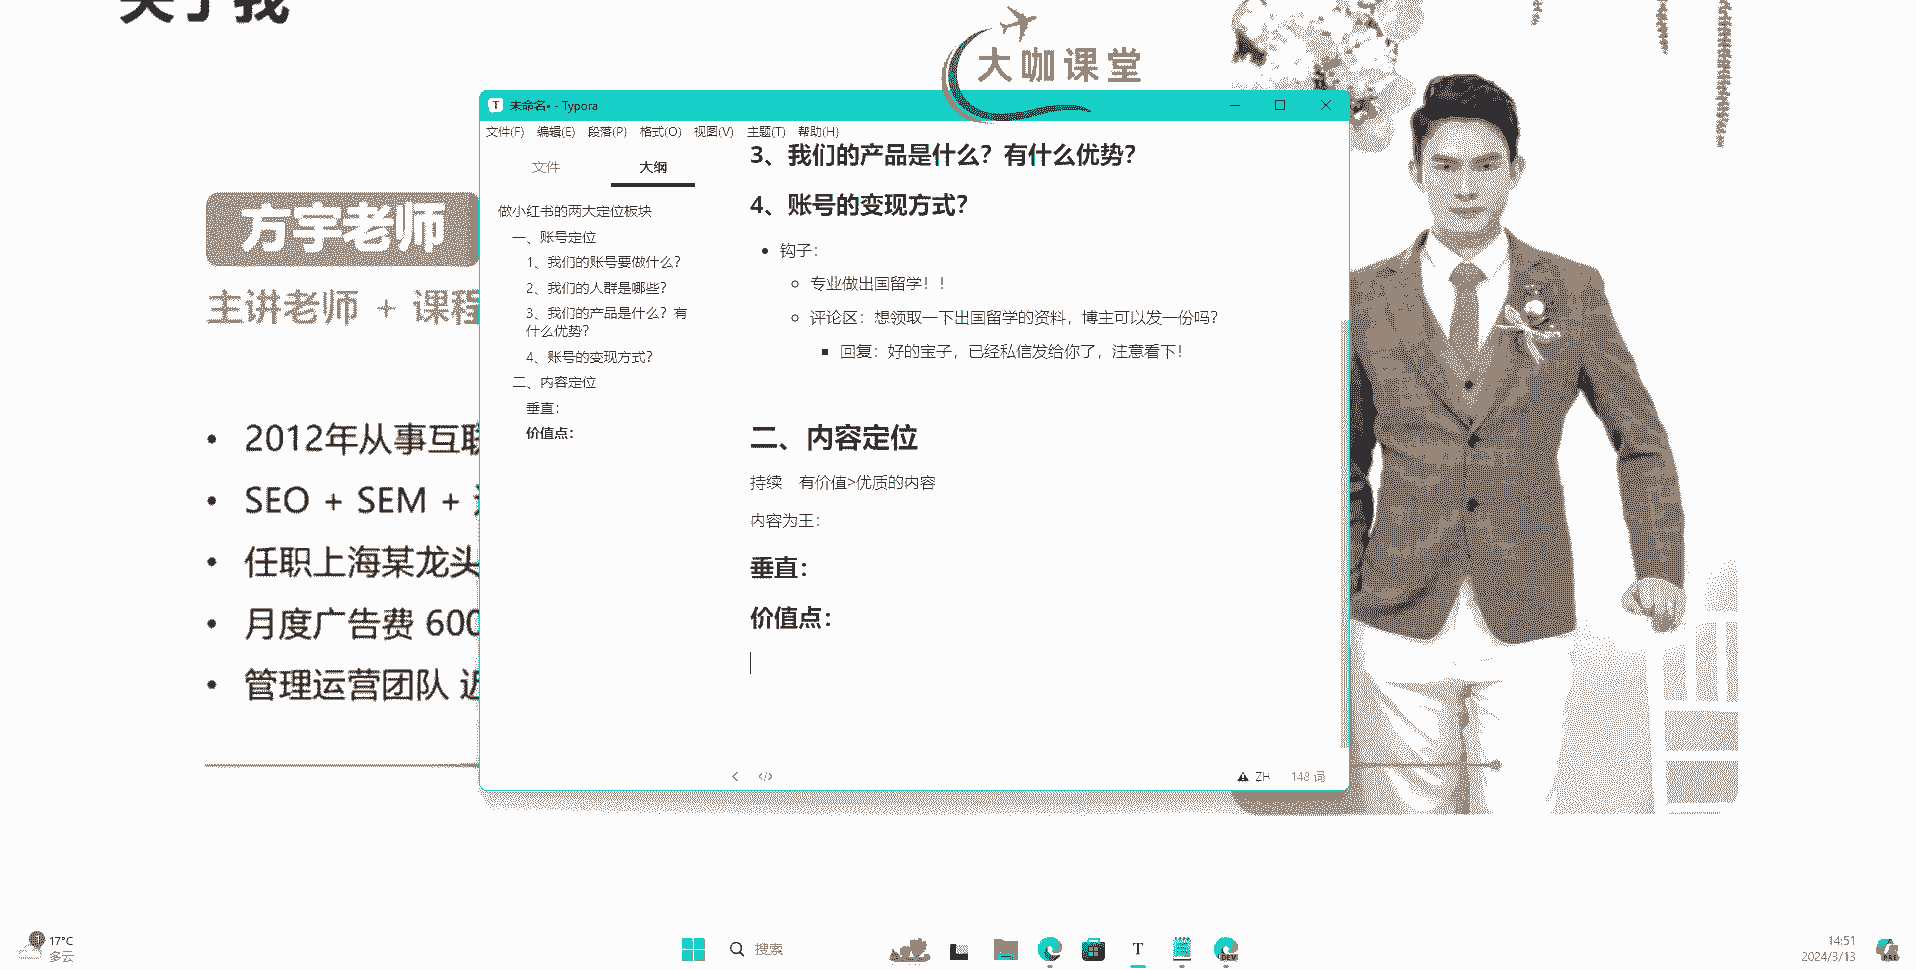 关于我
大咖课堂
未命名• - Typora
文件(F) 编辑(E) 段落(P) 格式(O) 视图(V) 主题(T) 帮助(H)
文件 大纲
做小红书的两大定位板块
一、账号定位
1、我们的账号要做什么？
2、我们的人群是哪些？
3、我们的产品是什么？有
什么优势？
4、账号的变现方式？
二、内容定位
垂直：
价值点：
3、我们的产品是什么？有什么优势？
4、账号的变现方式？
钩子：
专业做出国留学！！
评论区：想领取一下出国留学的资料，博主可以发一份吗？
回复：好的宝子，已经私信发给你了，注意看下！
二、内容定位
持续 有价值>优质的内容
内容为王：
垂直：
价值点：
ZH 148 词
方宇老师
主讲老师 + 课程
2012年从事互联
SEO + SEM +
任职上海某龙头
月度广告费 600
管理运营团队 近
17°C
多云
搜索
T
DEV
14:51
2024/3/13
PRE